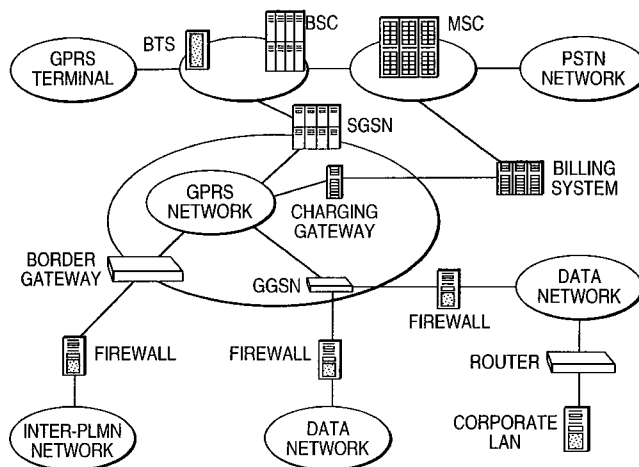 BSC
MSC
BTS
GPRS
TERMINAL
PSTN
NETWORK
SGSN
GPRS
NETWORK
CHARGING
GATEWAY
BILLING
SYSTEM
BORDER
GATEWAY
GGSN
DATA
NETWORK
FIREWALL
FIREWALL
FIREWALL
ROUTER
INTER-PLMN
NETWORK
DATA
NETWORK
CORPORATE
LAN